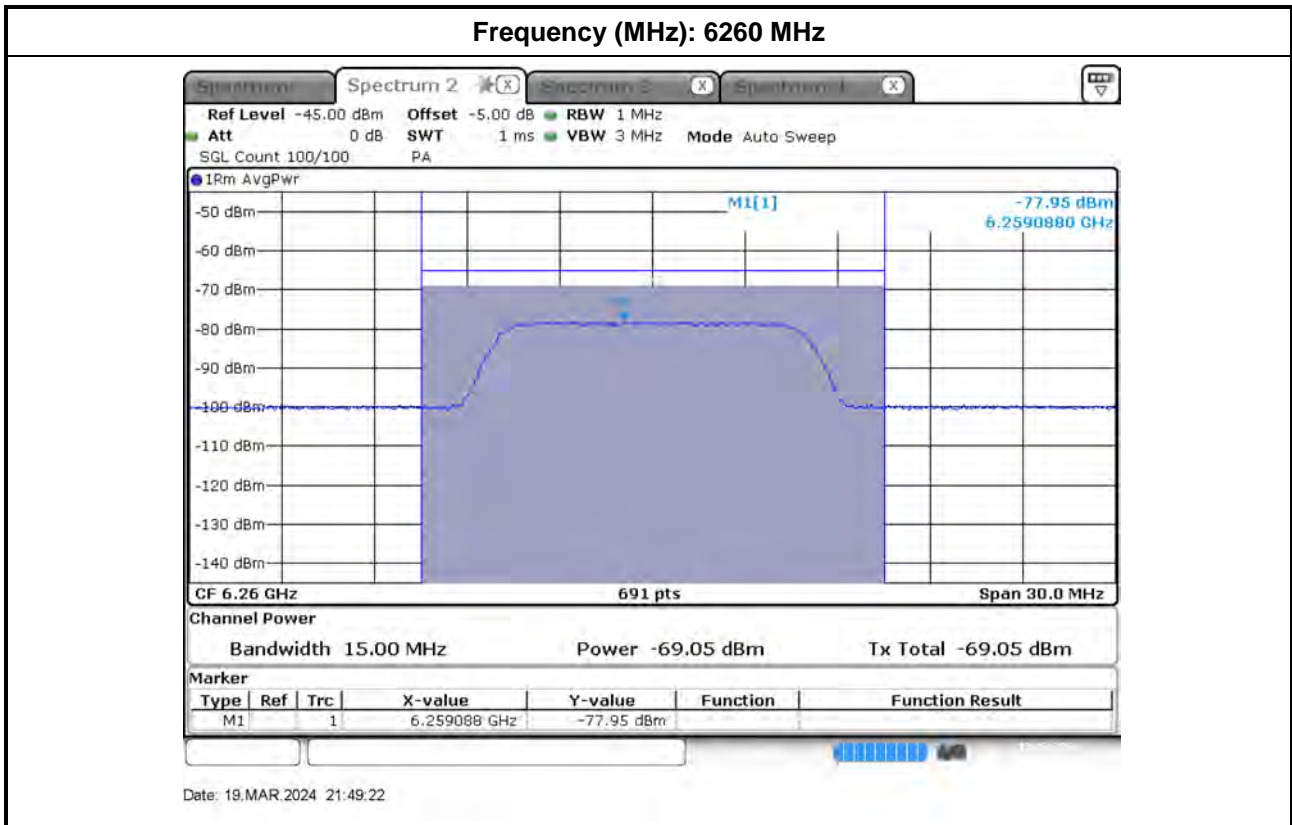 Frequency (MHz): 6260 MHz
Spectrum 2
Ref Level -45.00 dBm Offset -5.00 dB RBW 1 MHz
Att 0 dB SWT 1 ms VBW 3 MHz Mode Auto Sweep
SGL Count 100/100 PA
1Rm AvgPwr
M1[1] -77.95 dBm
6.2590880 GHz
-50 dBm
-60 dBm
-70 dBm
-80 dBm
-90 dBm
-100 dBm
-110 dBm
-120 dBm
-130 dBm
-140 dBm
CF 6.26 GHz 691 pts Span 30.0 MHz
Channel Power
Bandwidth 15.00 MHz Power -69.05 dBm Tx Total -69.05 dBm
Marker
Type Ref Trc X-value Y-value Function Function Result
M1 1 6.259088 GHz -77.95 dBm
Date: 19.MAR.2024 21:49:22